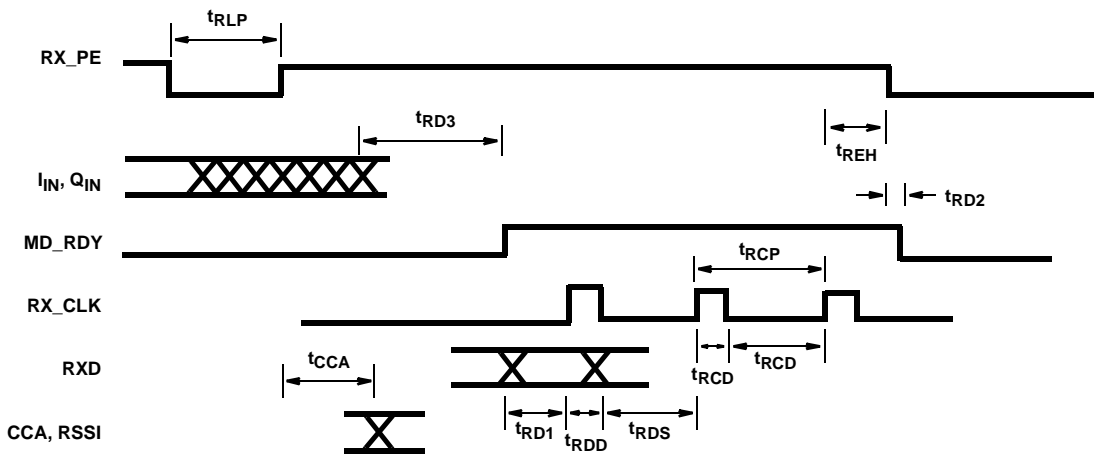 tRLP
RX_PE
tRD3
tREH
IIN, QIN
tRD2
MD_RDY
tRCP
RX_CLK
tCCA
RXD
tRCD
tRCD
CCA, RSSI
tRD1
tRDD
tRDS